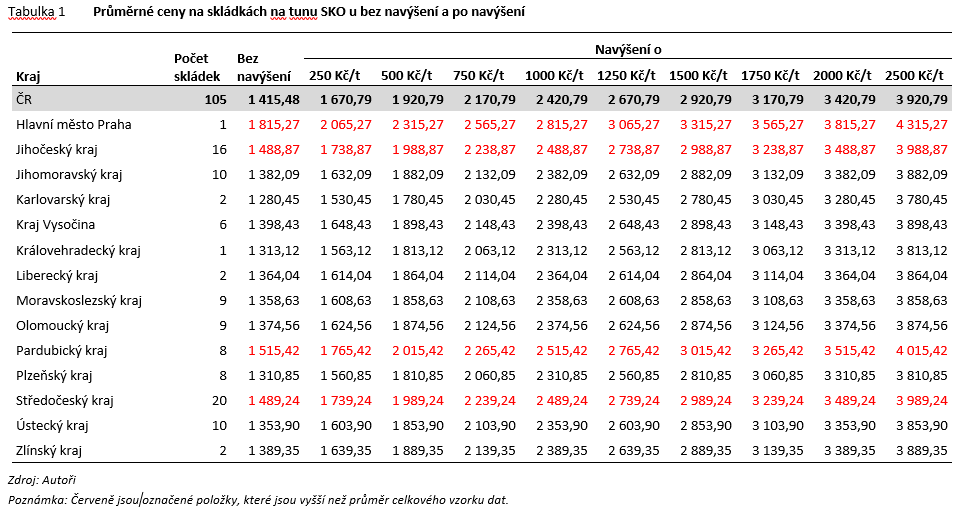 Tabulka 1 Průměrné ceny na skládkách na tunu SKO u bez navýšení a po navýšení
Navýšení o
Kraj Počet skládek Bez navýšení 250 Kč/t 500 Kč/t 750 Kč/t 1000 Kč/t 1250 Kč/t 1500 Kč/t 1750 Kč/t 2000 Kč/t 2500 Kč/t
ČR 105 1 415,48 1 670,79 1 920,79 2 170,79 2 420,79 2 670,79 2 920,79 3 170,79 3 420,79 3 920,79
Hlavní město Praha 1 1 815,27 2 065,27 2 315,27 2 565,27 2 815,27 3 065,27 3 315,27 3 565,27 3 815,27 4 315,27
Jihočeský kraj 16 1 488,87 1 738,87 1 988,87 2 238,87 2 488,87 2 738,87 2 988,87 3 238,87 3 488,87 3 988,87
Jihomoravský kraj 10 1 382,09 1 632,09 1 882,09 2 132,09 2 382,09 2 632,09 2 882,09 3 132,09 3 382,09 3 882,09
Karlovarský kraj 2 1 280,45 1 530,45 1 780,45 2 030,45 2 280,45 2 530,45 2 780,45 3 030,45 3 280,45 3 780,45
Kraj Vysočina 6 1 398,43 1 648,43 1 898,43 2 148,43 2 398,43 2 648,43 2 898,43 3 148,43 3 398,43 3 898,43
Královehradecký kraj 1 1 313,12 1 563,12 1 813,12 2 063,12 2 313,12 2 563,12 2 813,12 3 063,12 3 313,12 3 813,12
Liberecký kraj 2 1 364,04 1 614,04 1 864,04 2 114,04 2 364,04 2 614,04 2 864,04 3 114,04 3 364,04 3 864,04
Moravskoslezský kraj 9 1 358,63 1 608,63 1 858,63 2 108,63 2 358,63 2 608,63 2 858,63 3 108,63 3 358,63 3 858,63
Olomoucký kraj 9 1 374,56 1 624,56 1 874,56 2 124,56 2 374,56 2 624,56 2 874,56 3 124,56 3 374,56 3 874,56
Pardubický kraj 8 1 515,42 1 765,42 2 015,42 2 265,42 2 515,42 2 765,42 3 015,42 3 265,42 3 515,42 4 015,42
Plzeňský kraj 8 1 310,85 1 560,85 1 810,85 2 060,85 2 310,85 2 560,85 2 810,85 3 060,85 3 310,85 3 810,85
Středočeský kraj 20 1 489,24 1 739,24 1 989,24 2 239,24 2 489,24 2 739,24 2 989,24 3 239,24 3 489,24 3 989,24
Ústecký kraj 10 1 353,90 1 603,90 1 853,90 2 103,90 2 353,90 2 603,90 2 853,90 3 103,90 3 353,90 3 853,90
Zlínský kraj 2 1 389,35 1 639,35 1 889,35 2 139,35 2 389,35 2 639,35 2 889,35 3 139,35 3 389,35 3 889,35
Zdroj: Autoři
Poznámka: Červeně jsou označené položky, které jsou vyšší než průměr celkového vzorku dat.